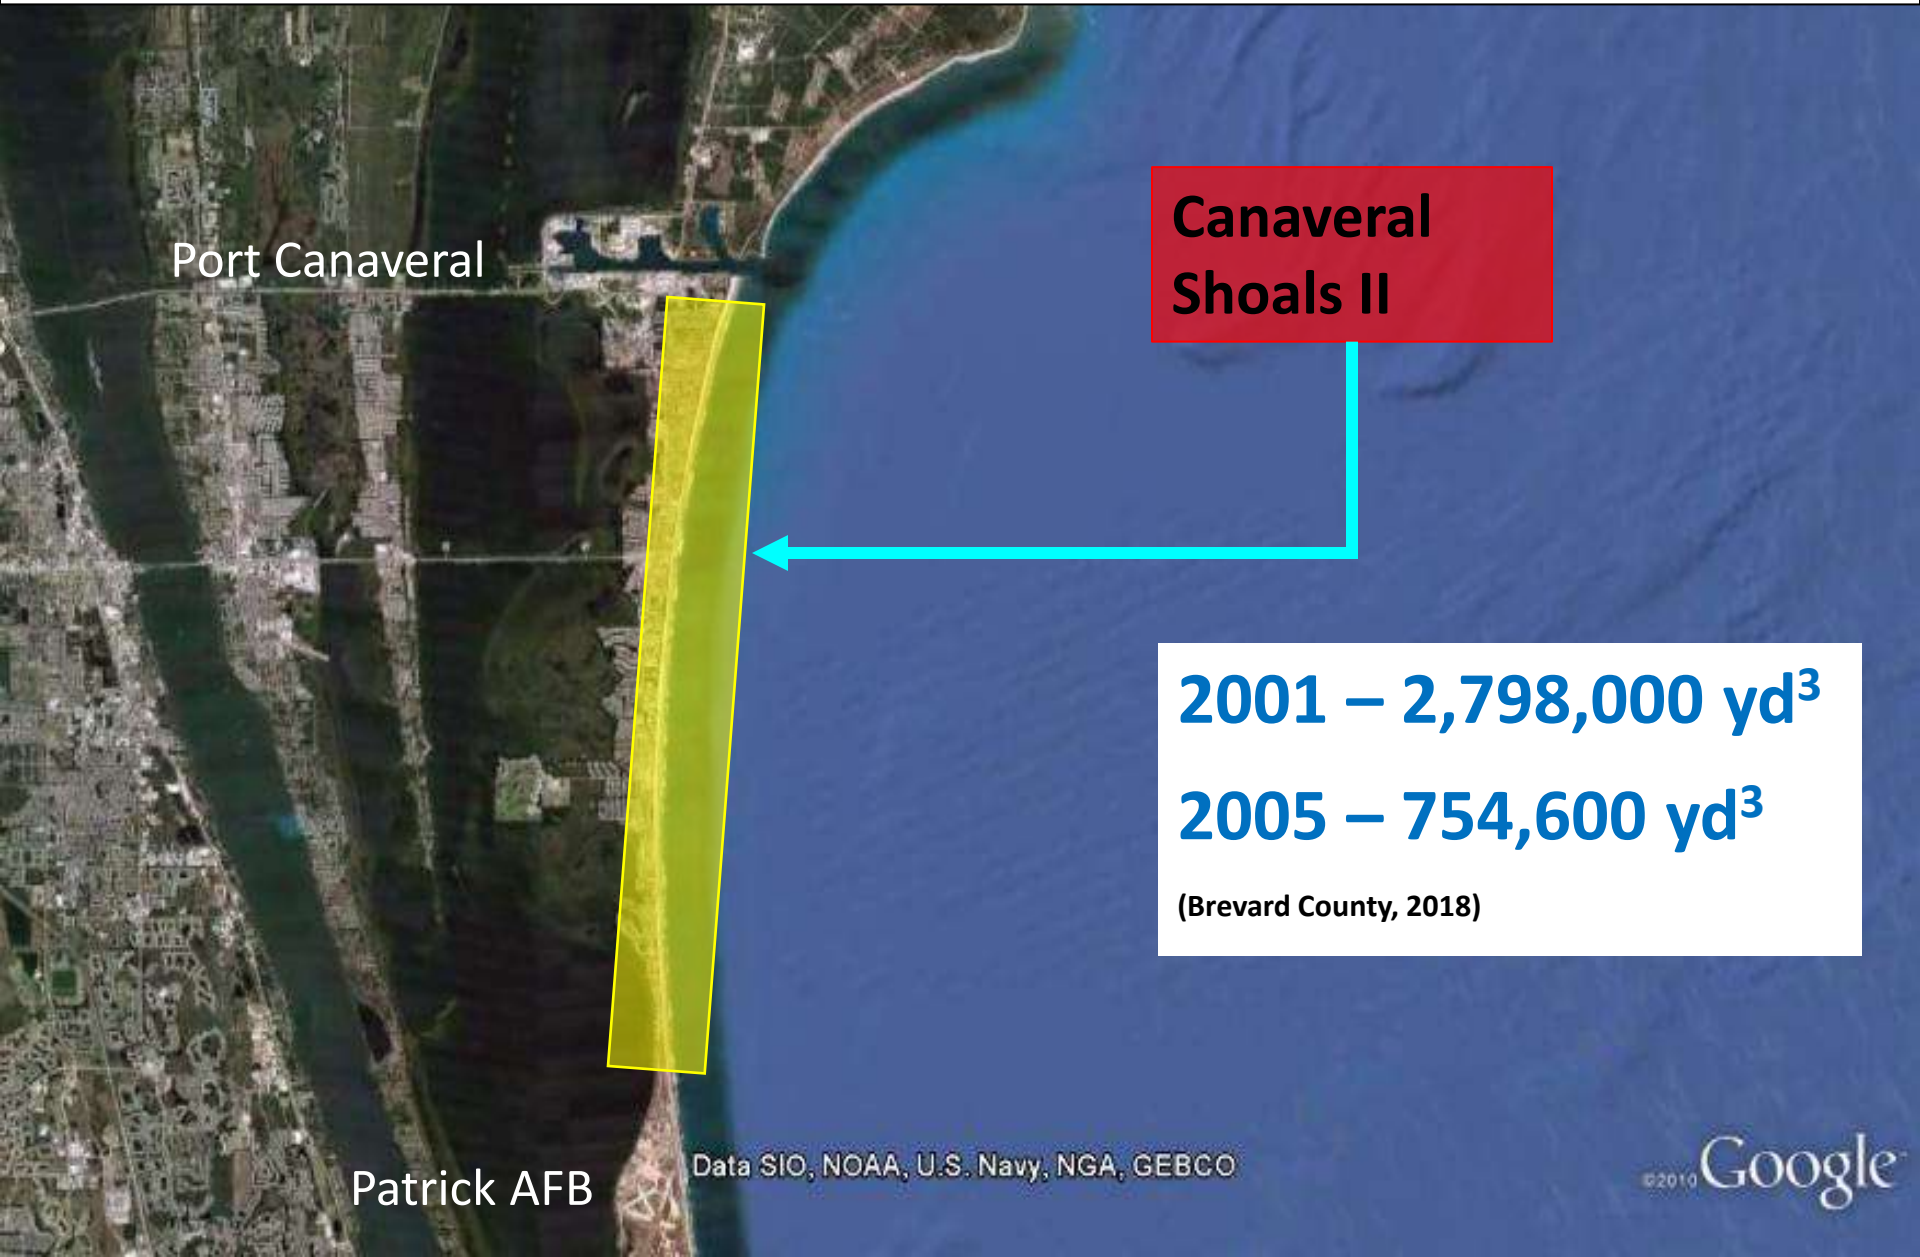 Port Canaveral
Canaveral
Shoals II
2001 – 2,798,000 yd³
2005 – 754,600 yd³
(Brevard County, 2018)
Patrick AFB
Data SIO, NOAA, U.S. Navy, NGA, GEBCO
©2010 Google